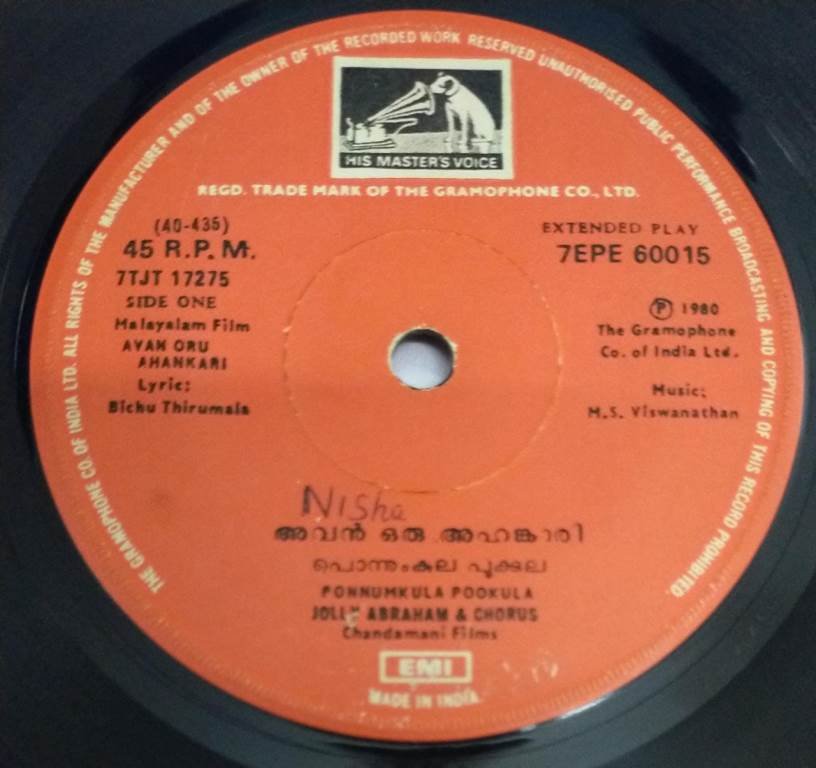 THE GRAMOPHONE CO. OF INDIA LTD. ALL RIGHTS OF THE MANUFACTURER AND OF THE OWNER OF THE RECORDED WORK RESERVED UNAUTHORISED PUBLIC PERFORMANCE BROADCASTING AND COPYING OF THIS RECORD PROHIBITED.
HIS MASTER'S VOICE
REGD. TRADE MARK OF THE GRAMOPHONE CO., LTD.
(40-435)
45 R.P.M.
7TJT 17275
SIDE ONE
Malayalam Film
AVAN ORU
AHANKARI
Lyric:
Bichu Thirumala
EXTENDED PLAY
7EPE 60015
Ⓟ 1980
The Gramophone
Co. of India Ltd.
Music:
M.S. Viswanathan
Nisha
അവൻ ഒരു അഹങ്കാരി
പൊന്നുംകുല പൂക്കുല
PONNUMKULA POOKULA
JOLLY ABRAHAM & CHORUS
Chandamani Films
EMI
MADE IN INDIA